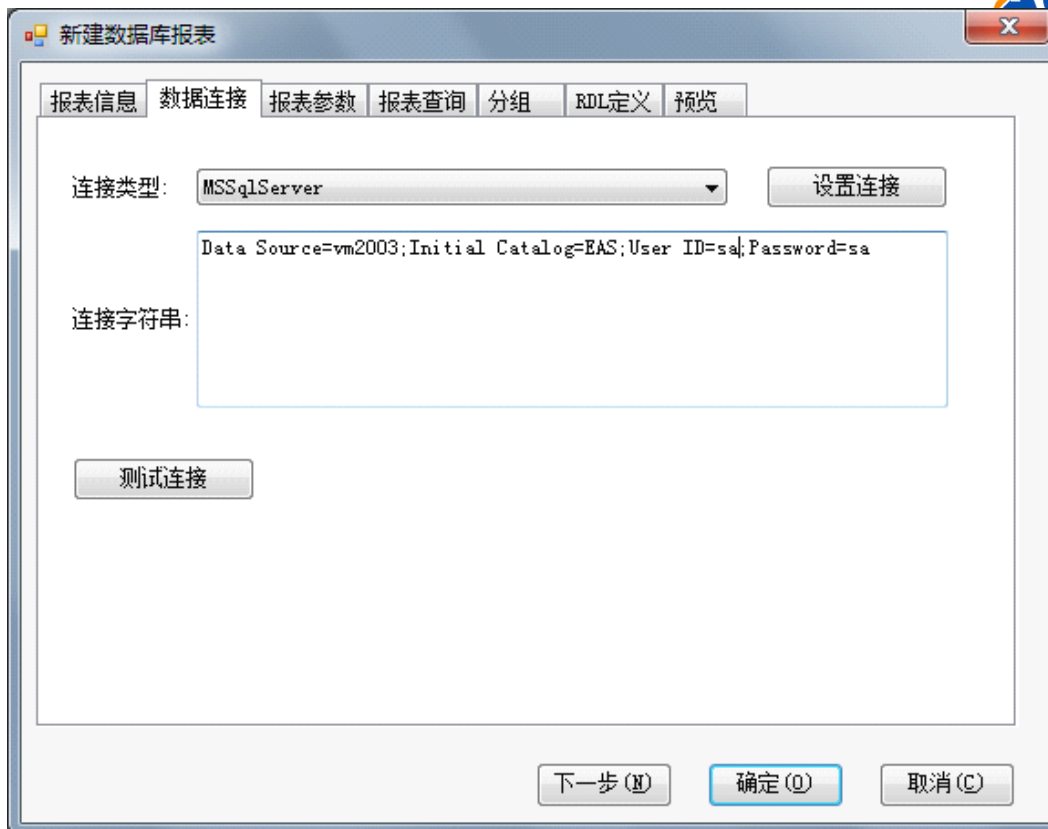 新建数据库报表
报表信息 数据连接 报表参数 报表查询 分组 RDL定义 预览
连接类型: MSSqlServer 设置连接
Data Source=vm2003;Initial Catalog=EAS;User ID=sa;Password=sa
连接字符串:
测试连接
下一步(N) 确定(O) 取消(C)